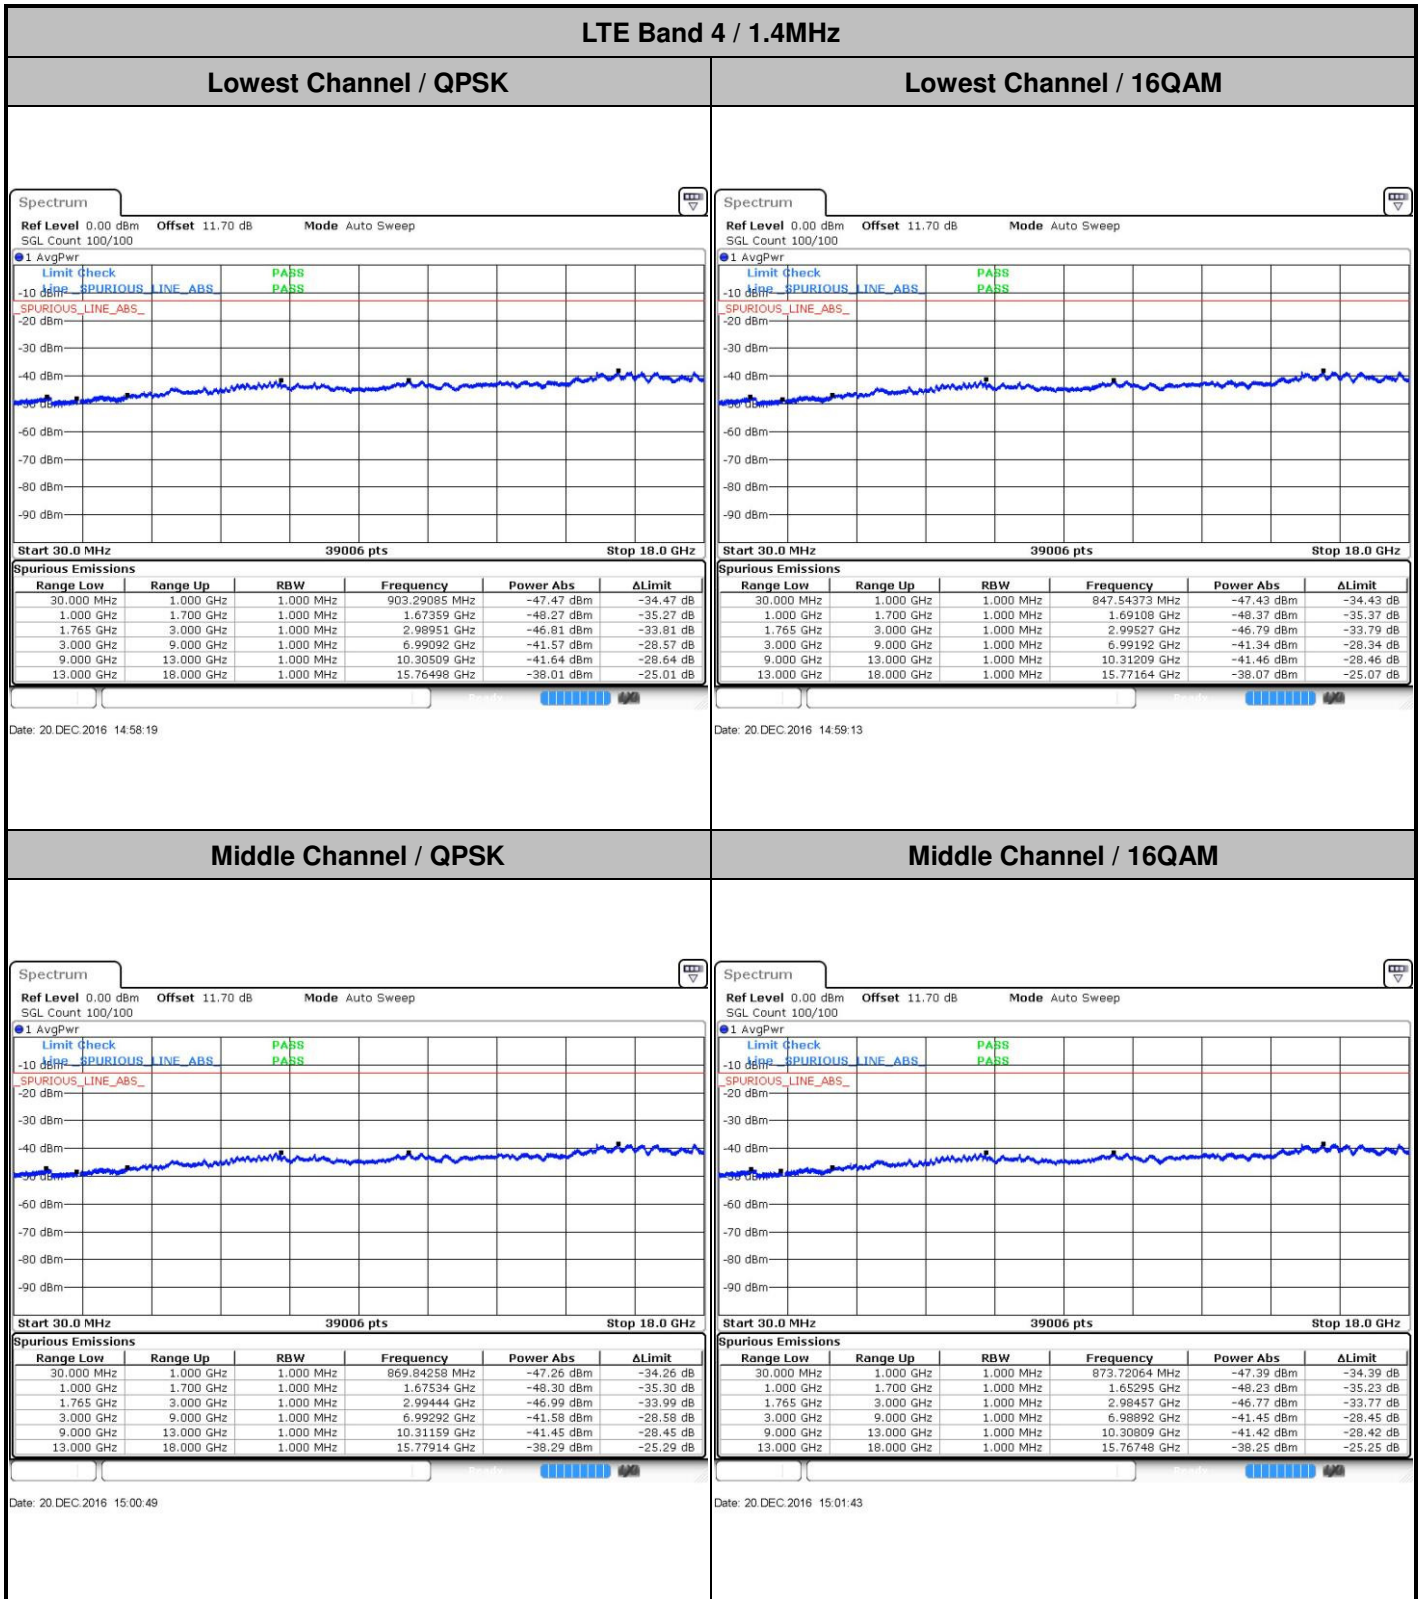 LTE Band 4 / 1.4MHz
Lowest Channel / QPSK
Lowest Channel / 16QAM
Spectrum
Ref Level 0.00 dBm Offset 11.70 dB Mode Auto Sweep
SGL Count 100/100
1 AvgPwr
Limit Check PASS
Line _SPURIOUS_LINE_ABS_ PASS
-10 dBm
_SPURIOUS_LINE_ABS_
-20 dBm
-30 dBm
-40 dBm
-50 dBm
-60 dBm
-70 dBm
-80 dBm
-90 dBm
Start 30.0 MHz 39006 pts Stop 18.0 GHz
Spurious Emissions
Range Low Range Up RBW Frequency Power Abs ΔLimit
30.000 MHz 1.000 GHz 1.000 MHz 903.29085 MHz -47.47 dBm -34.47 dB
1.000 GHz 1.700 GHz 1.000 MHz 1.67359 GHz -48.27 dBm -35.27 dB
1.765 GHz 3.000 GHz 1.000 MHz 2.98951 GHz -46.81 dBm -33.81 dB
3.000 GHz 9.000 GHz 1.000 MHz 6.99092 GHz -41.57 dBm -28.57 dB
9.000 GHz 13.000 GHz 1.000 MHz 10.30509 GHz -41.64 dBm -28.64 dB
13.000 GHz 18.000 GHz 1.000 MHz 15.76498 GHz -38.01 dBm -25.01 dB
Date: 20.DEC.2016 14:58:19
Spectrum
Ref Level 0.00 dBm Offset 11.70 dB Mode Auto Sweep
SGL Count 100/100
1 AvgPwr
Limit Check PASS
Line _SPURIOUS_LINE_ABS_ PASS
-10 dBm
_SPURIOUS_LINE_ABS_
-20 dBm
-30 dBm
-40 dBm
-50 dBm
-60 dBm
-70 dBm
-80 dBm
-90 dBm
Start 30.0 MHz 39006 pts Stop 18.0 GHz
Spurious Emissions
Range Low Range Up RBW Frequency Power Abs ΔLimit
30.000 MHz 1.000 GHz 1.000 MHz 847.54373 MHz -47.43 dBm -34.43 dB
1.000 GHz 1.700 GHz 1.000 MHz 1.69108 GHz -48.37 dBm -35.37 dB
1.765 GHz 3.000 GHz 1.000 MHz 2.99527 GHz -46.79 dBm -33.79 dB
3.000 GHz 9.000 GHz 1.000 MHz 6.99192 GHz -41.34 dBm -28.34 dB
9.000 GHz 13.000 GHz 1.000 MHz 10.31209 GHz -41.46 dBm -28.46 dB
13.000 GHz 18.000 GHz 1.000 MHz 15.77164 GHz -38.07 dBm -25.07 dB
Date: 20.DEC.2016 14:59:13
Middle Channel / QPSK
Middle Channel / 16QAM
Spectrum
Ref Level 0.00 dBm Offset 11.70 dB Mode Auto Sweep
SGL Count 100/100
1 AvgPwr
Limit Check PASS
Line _SPURIOUS_LINE_ABS_ PASS
-10 dBm
_SPURIOUS_LINE_ABS_
-20 dBm
-30 dBm
-40 dBm
-50 dBm
-60 dBm
-70 dBm
-80 dBm
-90 dBm
Start 30.0 MHz 39006 pts Stop 18.0 GHz
Spurious Emissions
Range Low Range Up RBW Frequency Power Abs ΔLimit
30.000 MHz 1.000 GHz 1.000 MHz 869.84258 MHz -47.26 dBm -34.26 dB
1.000 GHz 1.700 GHz 1.000 MHz 1.67534 GHz -48.30 dBm -35.30 dB
1.765 GHz 3.000 GHz 1.000 MHz 2.99444 GHz -46.99 dBm -33.99 dB
3.000 GHz 9.000 GHz 1.000 MHz 6.99292 GHz -41.58 dBm -28.58 dB
9.000 GHz 13.000 GHz 1.000 MHz 10.31159 GHz -41.45 dBm -28.45 dB
13.000 GHz 18.000 GHz 1.000 MHz 15.77914 GHz -38.29 dBm -25.29 dB
Date: 20.DEC.2016 15:00:49
Spectrum
Ref Level 0.00 dBm Offset 11.70 dB Mode Auto Sweep
SGL Count 100/100
1 AvgPwr
Limit Check PASS
Line _SPURIOUS_LINE_ABS_ PASS
-10 dBm
_SPURIOUS_LINE_ABS_
-20 dBm
-30 dBm
-40 dBm
-50 dBm
-60 dBm
-70 dBm
-80 dBm
-90 dBm
Start 30.0 MHz 39006 pts Stop 18.0 GHz
Spurious Emissions
Range Low Range Up RBW Frequency Power Abs ΔLimit
30.000 MHz 1.000 GHz 1.000 MHz 873.72064 MHz -47.39 dBm -34.39 dB
1.000 GHz 1.700 GHz 1.000 MHz 1.65295 GHz -48.23 dBm -35.23 dB
1.765 GHz 3.000 GHz 1.000 MHz 2.98457 GHz -46.77 dBm -33.77 dB
3.000 GHz 9.000 GHz 1.000 MHz 6.98892 GHz -41.45 dBm -28.45 dB
9.000 GHz 13.000 GHz 1.000 MHz 10.30809 GHz -41.42 dBm -28.42 dB
13.000 GHz 18.000 GHz 1.000 MHz 15.76748 GHz -38.25 dBm -25.25 dB
Date: 20.DEC.2016 15:01:43